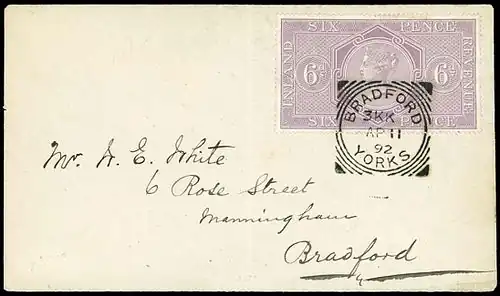 SIX PENCE
INLAND
6D
6D
REVENUE
SIX PENCE
BRADFORD
3KK
AP 11
92
YORKS
Mr. W. E. White
6 Rose Street
Manningham
Bradford